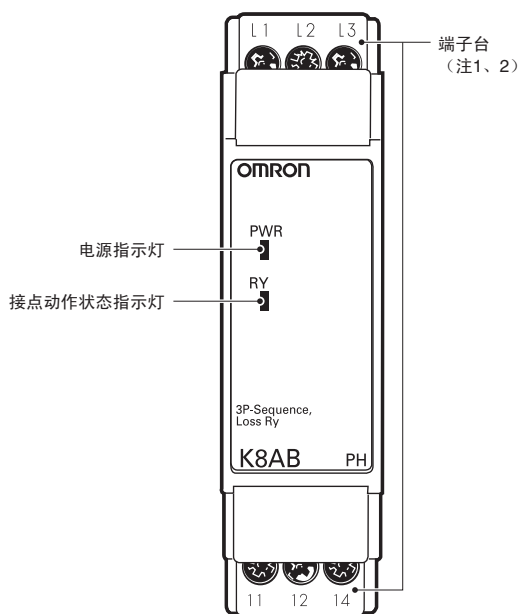 L1 L2 L3
端子台
（注1、2）
OMRON
PWR
电源指示灯
RY
接点动作状态指示灯
3P-Sequence,
Loss Ry
K8AB PH
11 12 14